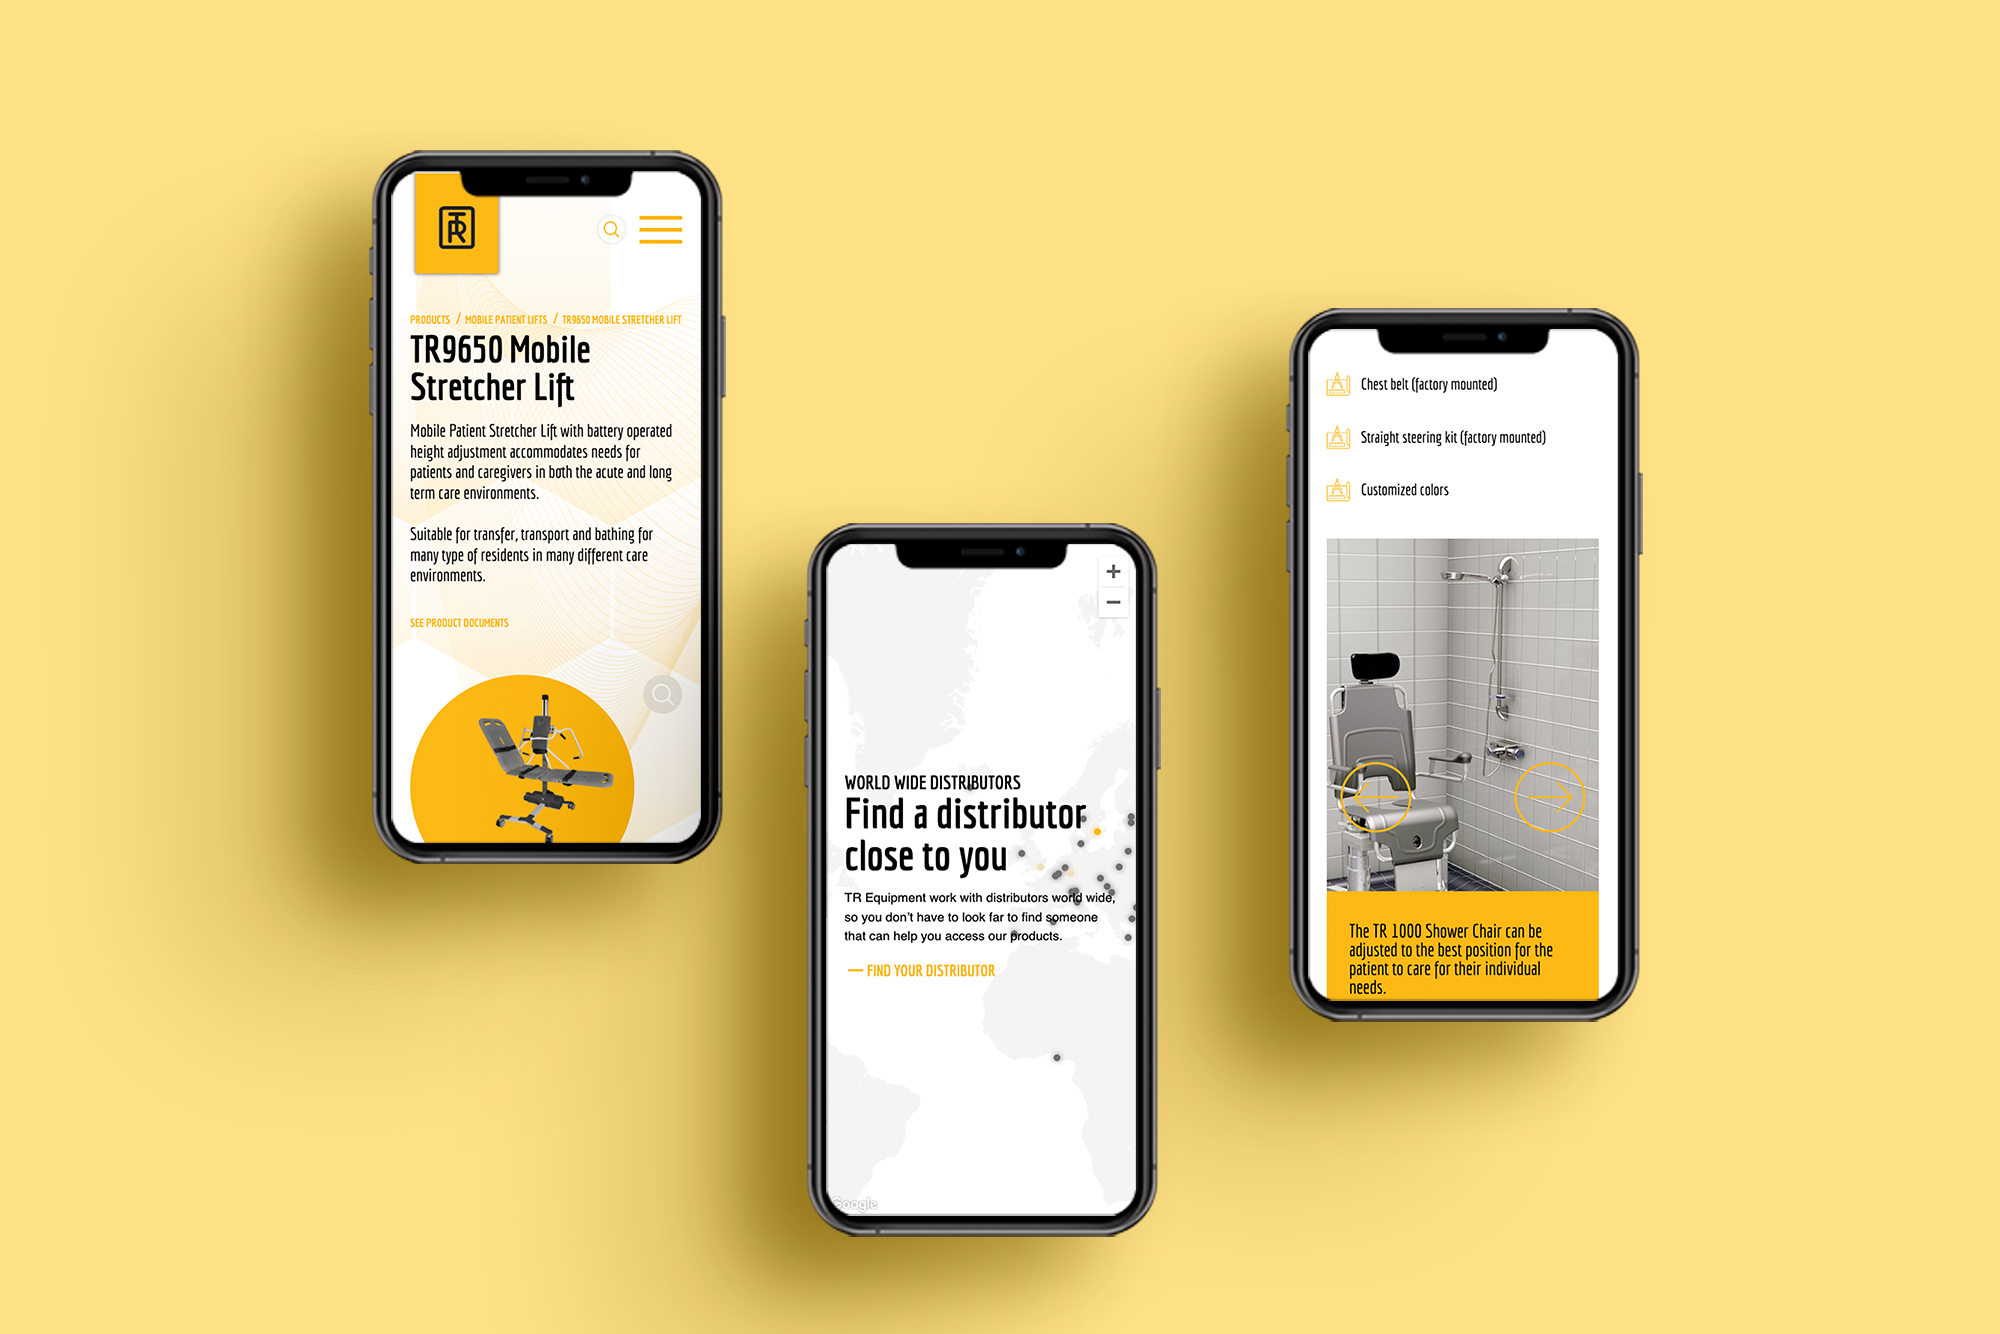 TR
PRODUCTS / MOBILE PATIENT LIFTS / TR9650 MOBILE STRETCHER LIFT
TR9650 Mobile
Stretcher Lift
Mobile Patient Stretcher Lift with battery operated
height adjustment accommodates needs for
patients and caregivers in both the acute and long
term care environments.
Suitable for transfer, transport and bathing for
many type of residents in many different care
environments.
SEE PRODUCT DOCUMENTS
+
−
WORLD WIDE DISTRIBUTORS
Find a distributor
close to you
TR Equipment work with distributors world wide,
so you don't have to look far to find someone
that can help you access our products.
— FIND YOUR DISTRIBUTOR
Google
Chest belt (factory mounted)
Straight steering kit (factory mounted)
Customized colors
The TR 1000 Shower Chair can be
adjusted to the best position for the
patient to care for their individual
needs.